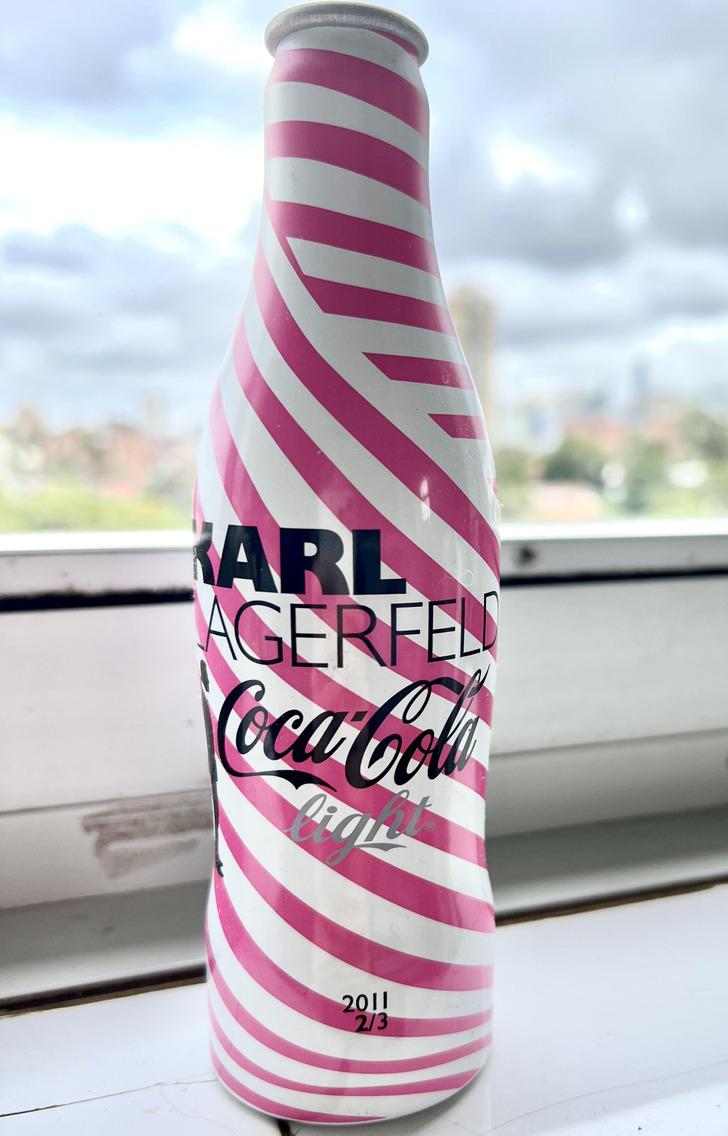 KARL
LAGERFELD
Coca-Cola
light
2011
2/3